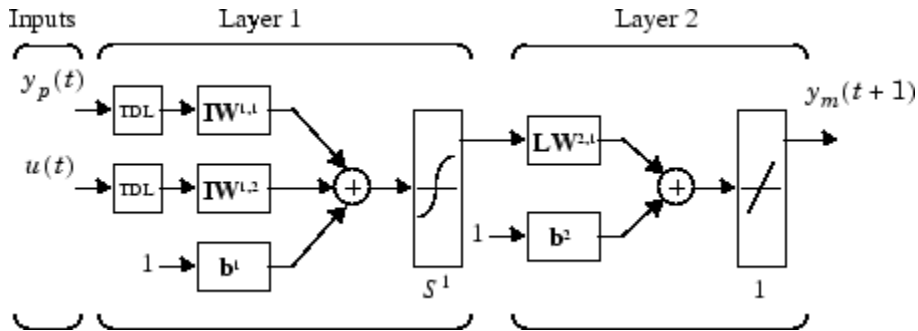 Inputs Layer 1 Layer 2
y_p(t) y_m(t+1)
TDL IW^{1,1}
LW^{2,1}
u(t)
TDL IW^{1,2}
1 b^2
1 b^1
S^1 1